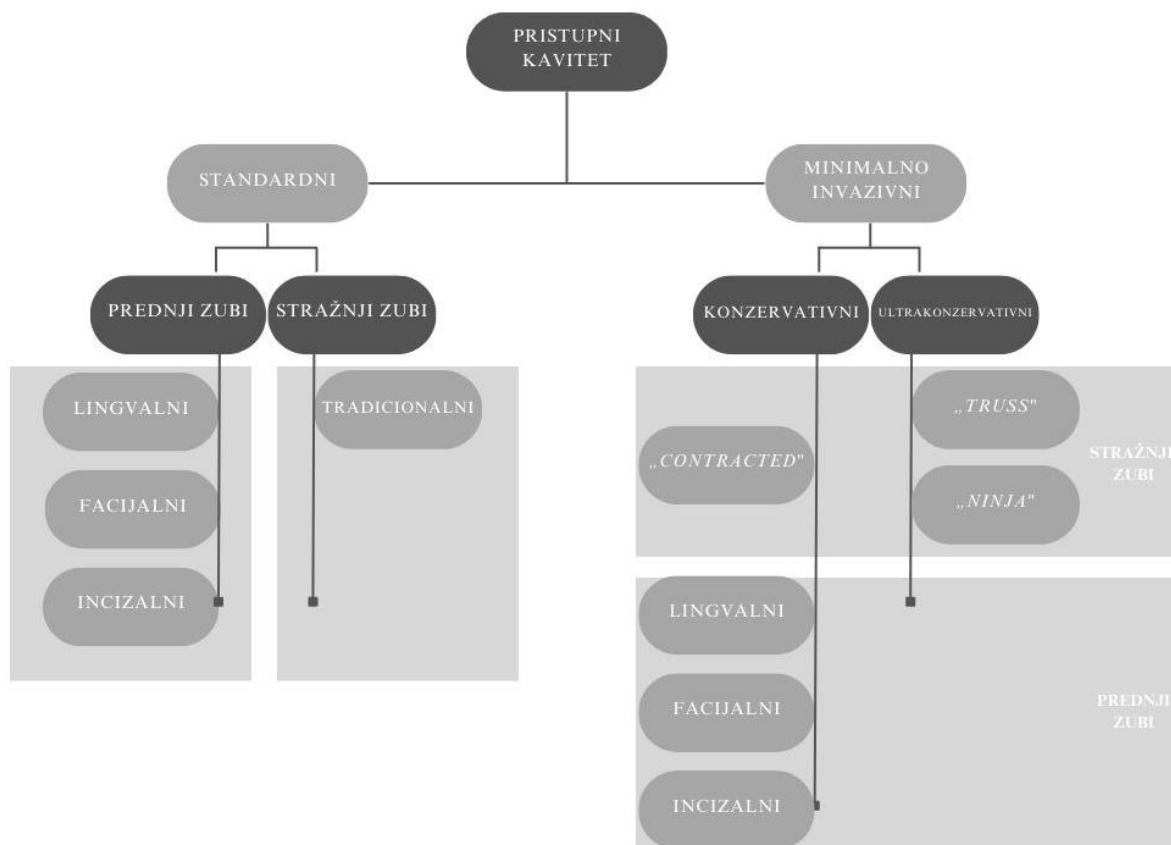 PRISTUPNI
KAVITET
STANDARDNI
MINIMALNO
INVAZIVNI
PREDNJI ZUBI
STRAŽNJI ZUBI
KONZERVATIVNI
ULTRAKONZERVATIVNI
LINGVALNI
FACIJALNI
INCIZALNI
TRADICIONALNI
„CONTRACTED"
„TRUSS"
„NINJA"
STRAŽNJI
ZUBI
LINGVALNI
FACIJALNI
INCIZALNI
PREDNJI
ZUBI